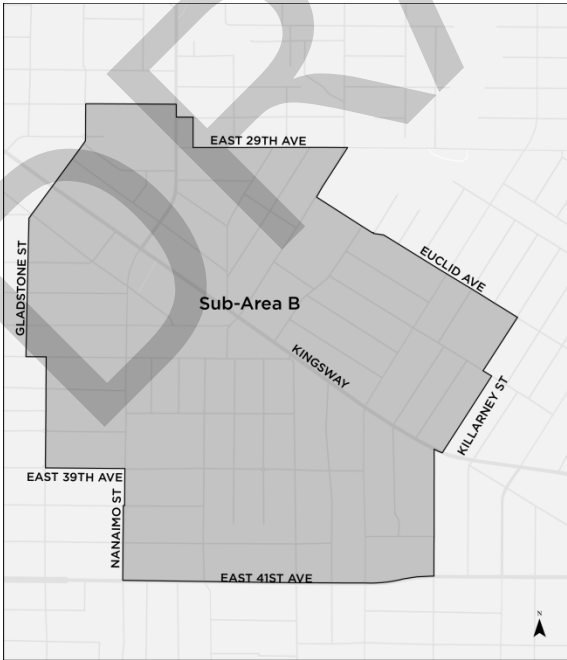 EAST 29TH AVE
EUCLID AVE
GLADSTONE ST
Sub-Area B
KINGSWAY
KILLARNEY ST
EAST 39TH AVE
NANAIMO ST
EAST 41ST AVE
N